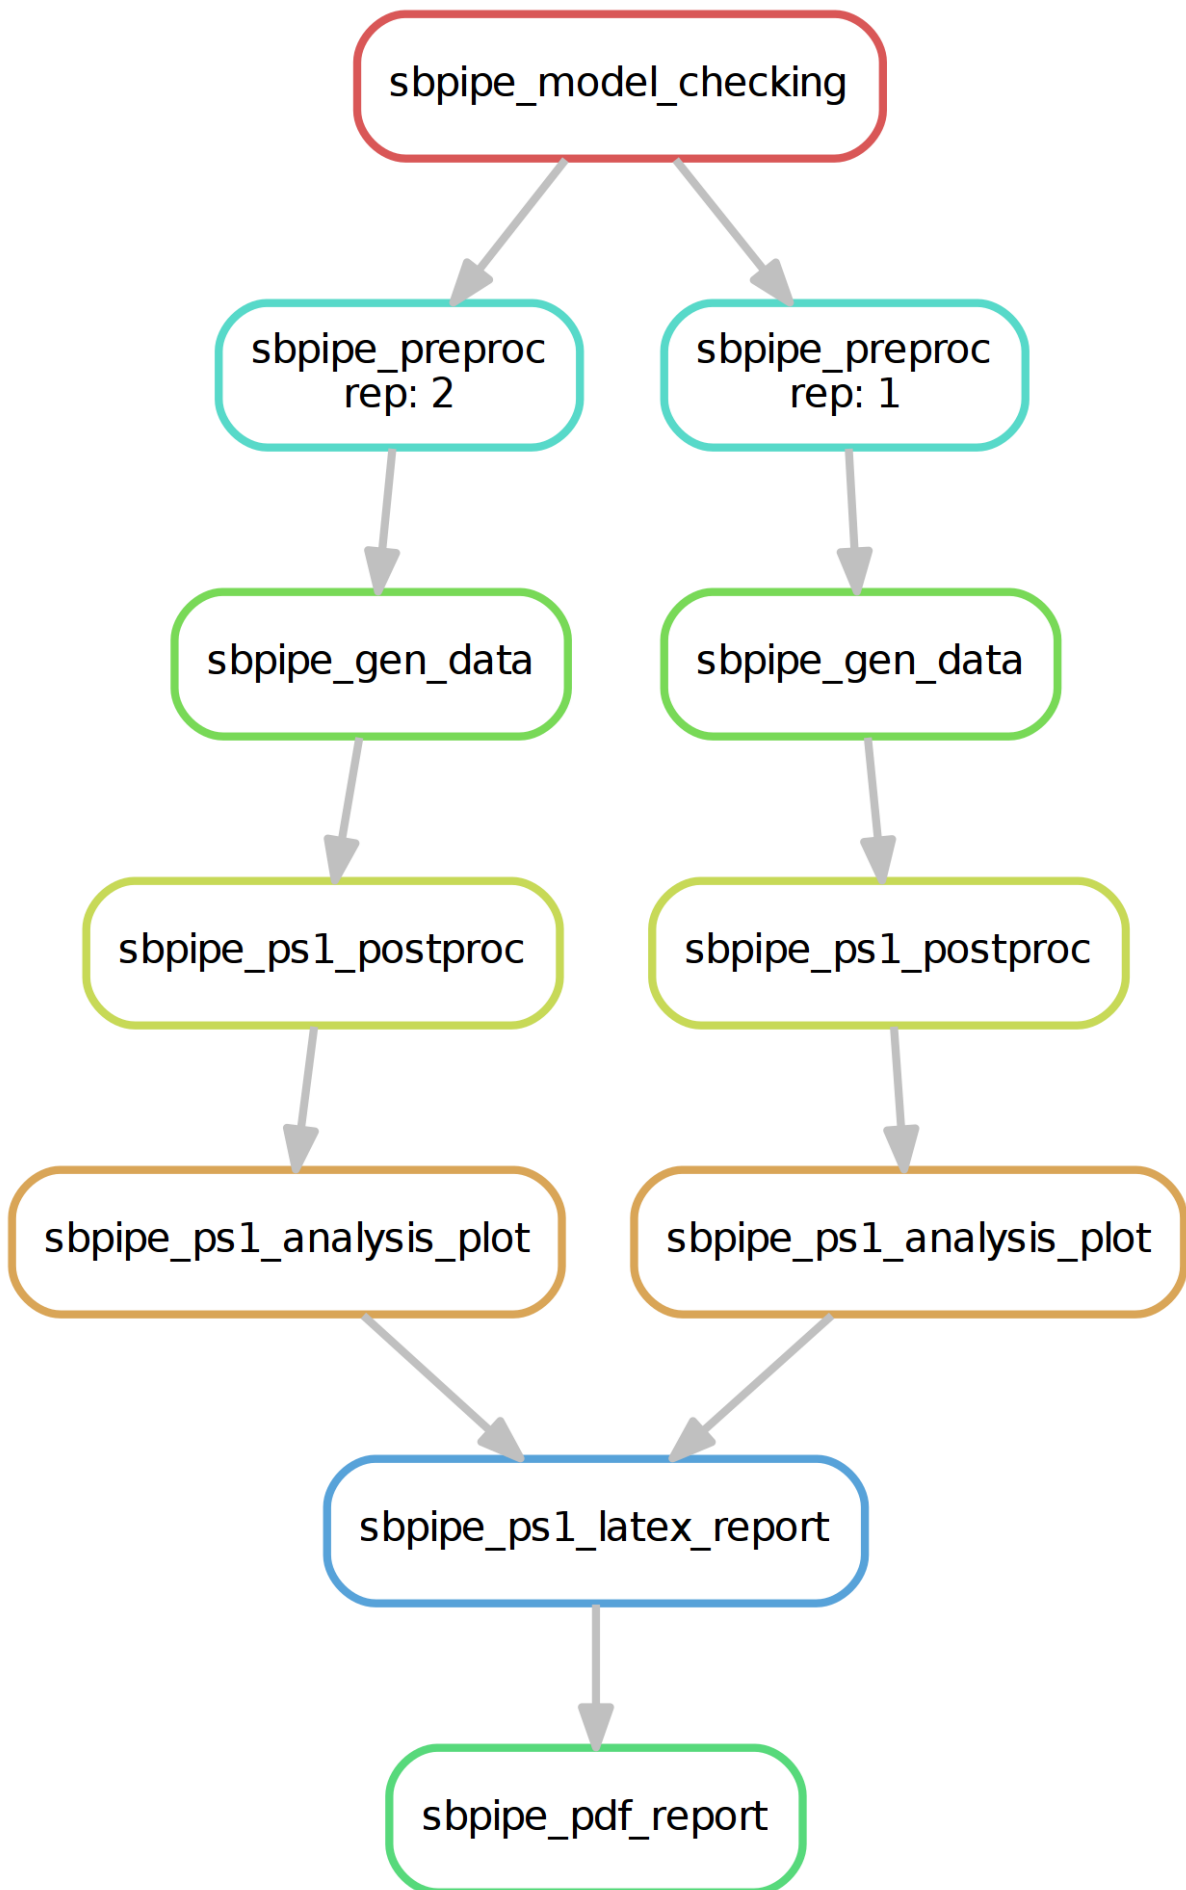 sbpipe_model_checking
sbpipe_preproc
rep: 2
sbpipe_preproc
rep: 1
sbpipe_gen_data
sbpipe_gen_data
sbpipe_ps1_postproc
sbpipe_ps1_postproc
sbpipe_ps1_analysis_plot
sbpipe_ps1_analysis_plot
sbpipe_ps1_latex_report
sbpipe_pdf_report